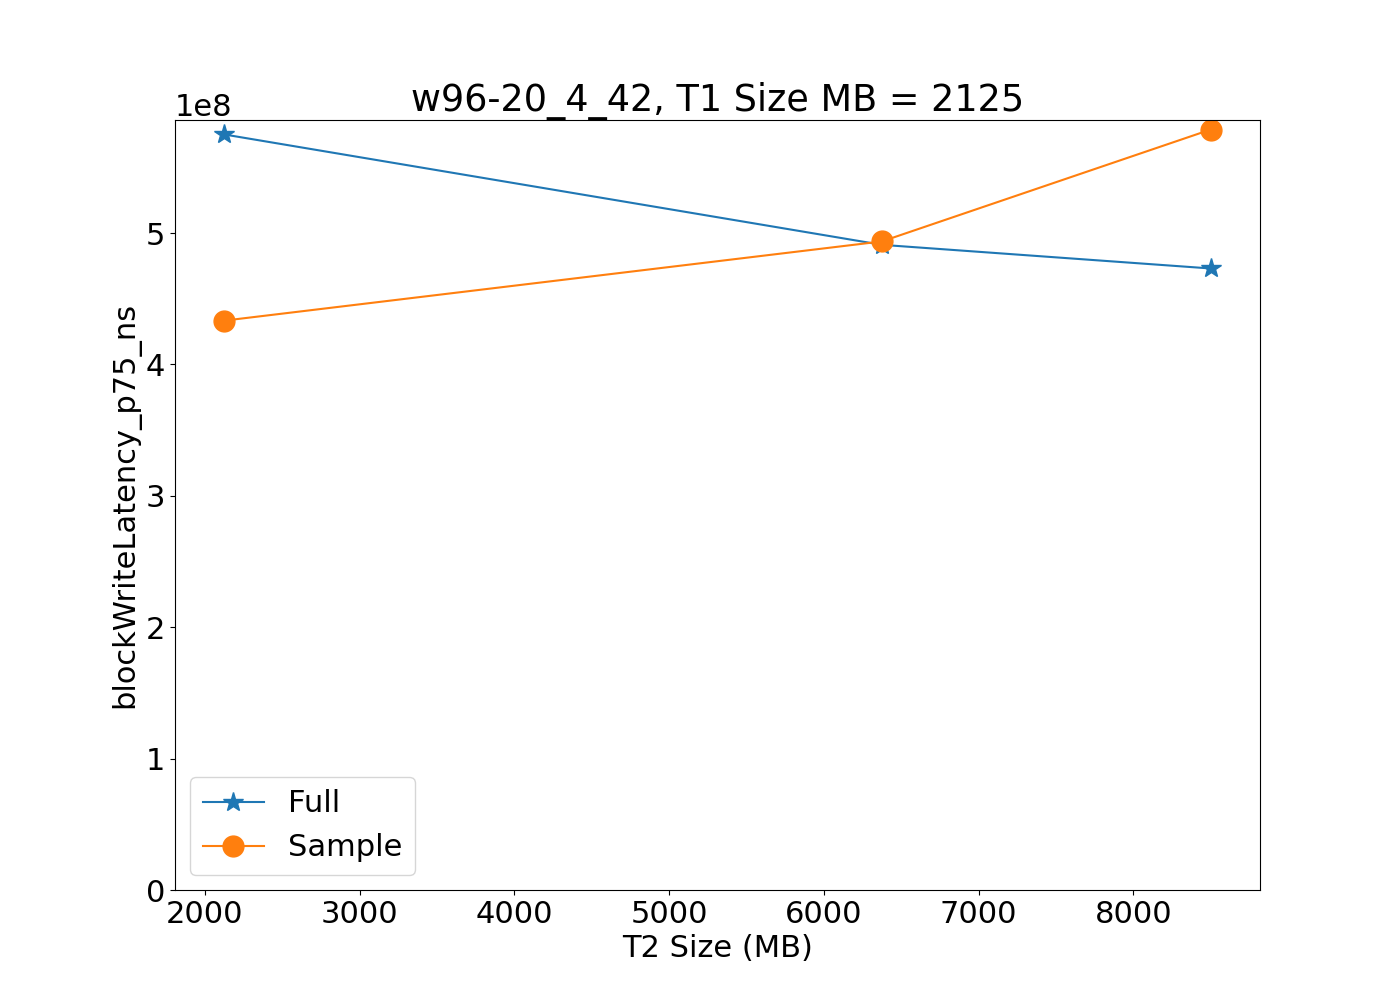 w96-20_4_42, T1 Size MB = 2125
1e8
blockWriteLatency_p75_ns
5
4
3
2
1
0
Full
Sample
2000 3000 4000 5000 6000 7000 8000
T2 Size (MB)